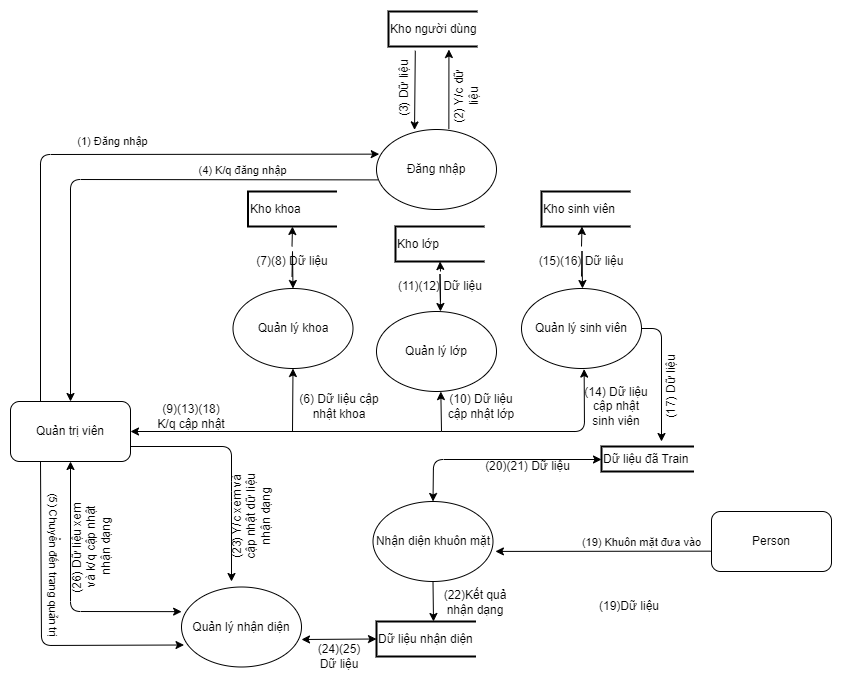 Kho người dùng
(3) Dữ liệu
(2) Y/c dữ
liệu
(1) Đăng nhập
Đăng nhập
(4) K/q đăng nhập
Kho khoa
Kho sinh viên
Kho lớp
(7)(8) Dữ liệu
(15)(16) Dữ liệu
(11)(12) Dữ liệu
Quản lý khoa
Quản lý sinh viên
Quản lý lớp
(17) Dữ liệu
(9)(13)(18)
K/q cập nhật
(6) Dữ liệu cập
nhật khoa
(10) Dữ liệu
cập nhật lớp
(14) Dữ liệu
cập nhật
sinh viên
Quản trị viên
Dữ liệu đã Train
(20)(21) Dữ liệu
(5) Chuyển đến trang quản trị
(26) Dữ liệu xem
và k/q cập nhật
nhận dạng
(23) Y/c xem và
cập nhật dữ liệu
nhận dạng
Nhận diện khuôn mặt
(19) Khuôn mặt đưa vào
Person
(22)Kết quả
nhận dạng
(19)Dữ liệu
Quản lý nhận diện
(24)(25)
Dữ liệu
Dữ liệu nhận diện